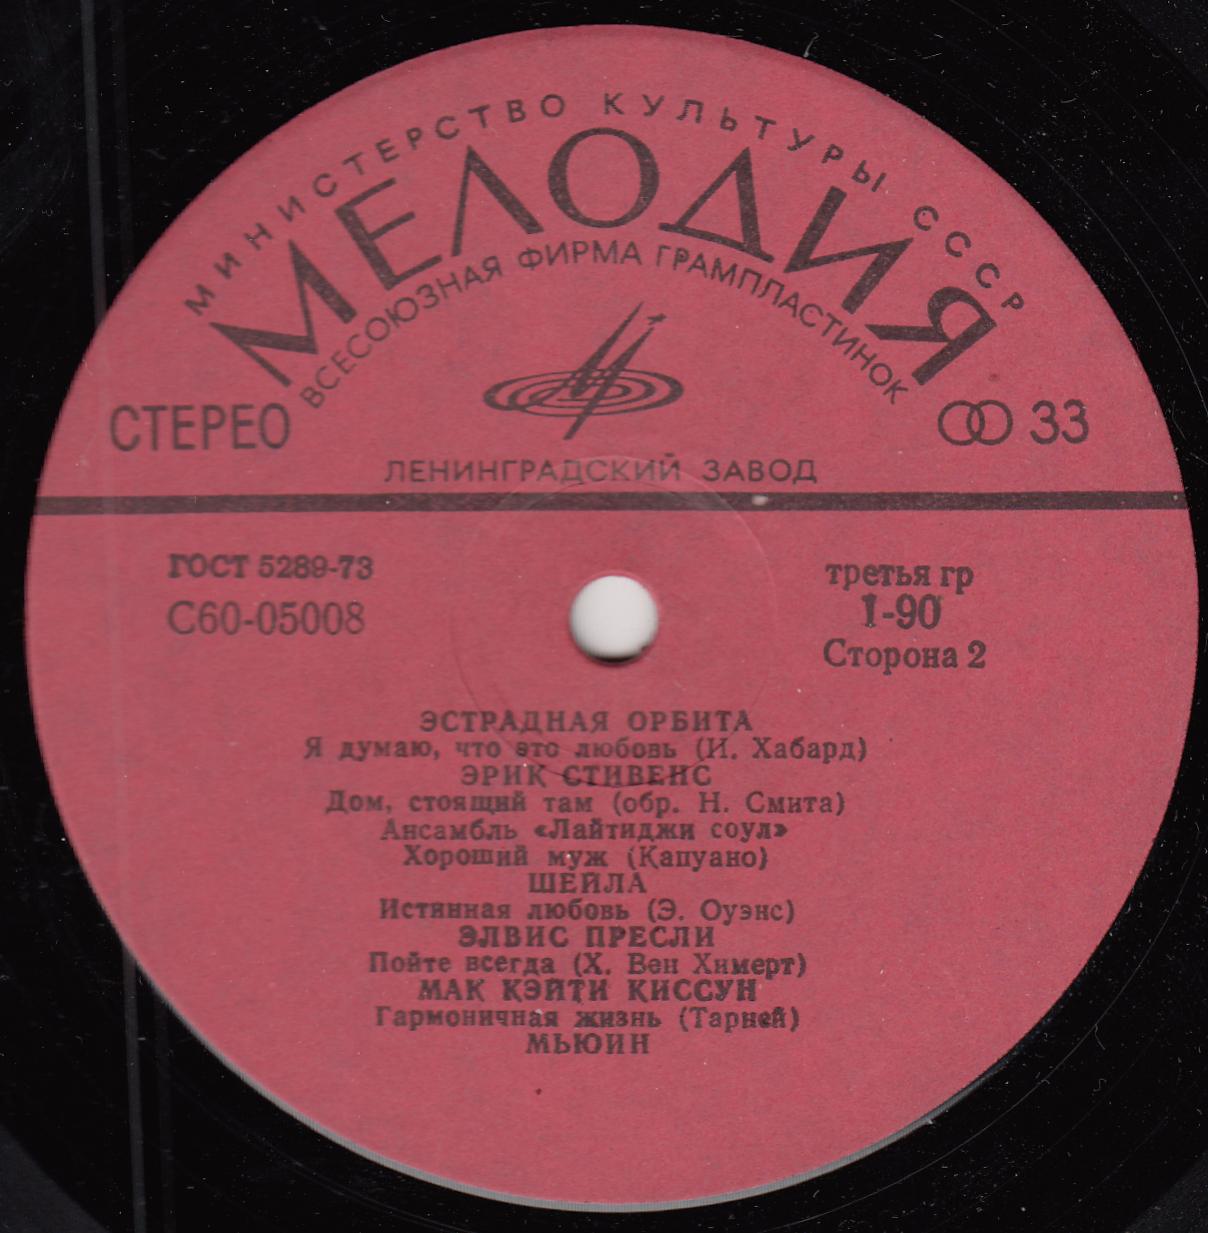 МИНИСТЕРСТВО КУЛЬТУРЫ СССР
МЕЛОДИЯ
ВСЕСОЮЗНАЯ ФИРМА ГРАМПЛАСТИНОК
СТЕРЕО
33
ЛЕНИНГРАДСКИЙ ЗАВОД
ГОСТ 5289-73
С60-05008
третья гр
1-90
Сторона 2
ЭСТРАДНАЯ ОРБИТА
Я думаю, что это любовь (И. Хабард)
ЭРИК СТИВЕНС
Дом, стоящий там (обр. Н. Смита)
Ансамбль «Лайтиджи соул»
Хороший муж (Капуано)
ШЕЙЛА
Истинная любовь (Э. Оуэнс)
ЭЛВИС ПРЕСЛИ
Пойте всегда (Х. Вен Химерт)
МАК КЭЙТИ КИССУН
Гармоничная жизнь (Тарней)
МЬЮИН